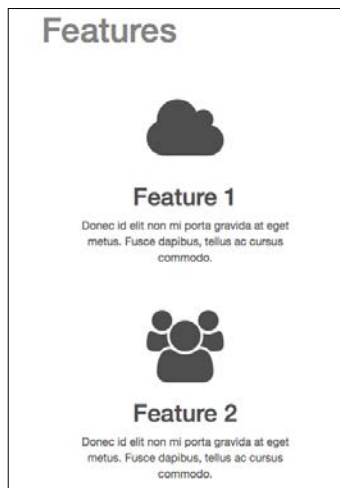 Features
Feature 1
Donec id elit non mi porta gravida at eget
metus. Fusce dapibus, tellus ac cursus
commodo.
Feature 2
Donec id elit non mi porta gravida at eget
metus. Fusce dapibus, tellus ac cursus
commodo.